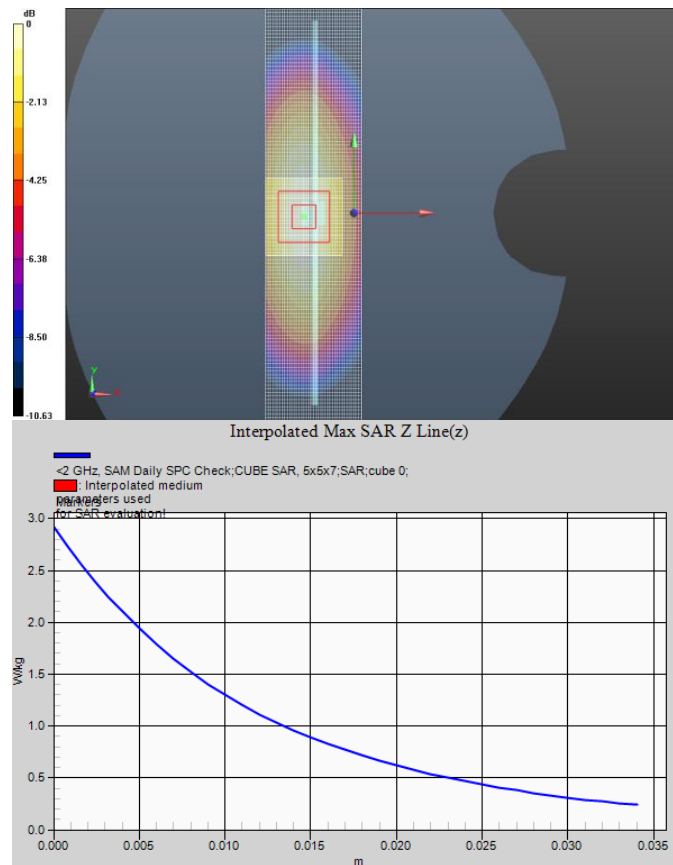 dB
0
-2.13
-4.25
-6.38
-8.50
-10.63
Y
X
Interpolated Max SAR Z Line(z)
<2 GHz, SAM Daily SPC Check;CUBE SAR, 5x5x7;SAR;cube 0;
: Interpolated medium
parameters used
Markers
for SAR evaluation!
3.0
2.5
2.0
1.5
1.0
0.5
0.0
W/kg
0.000 0.005 0.010 0.015 0.020 0.025 0.030 0.035
m